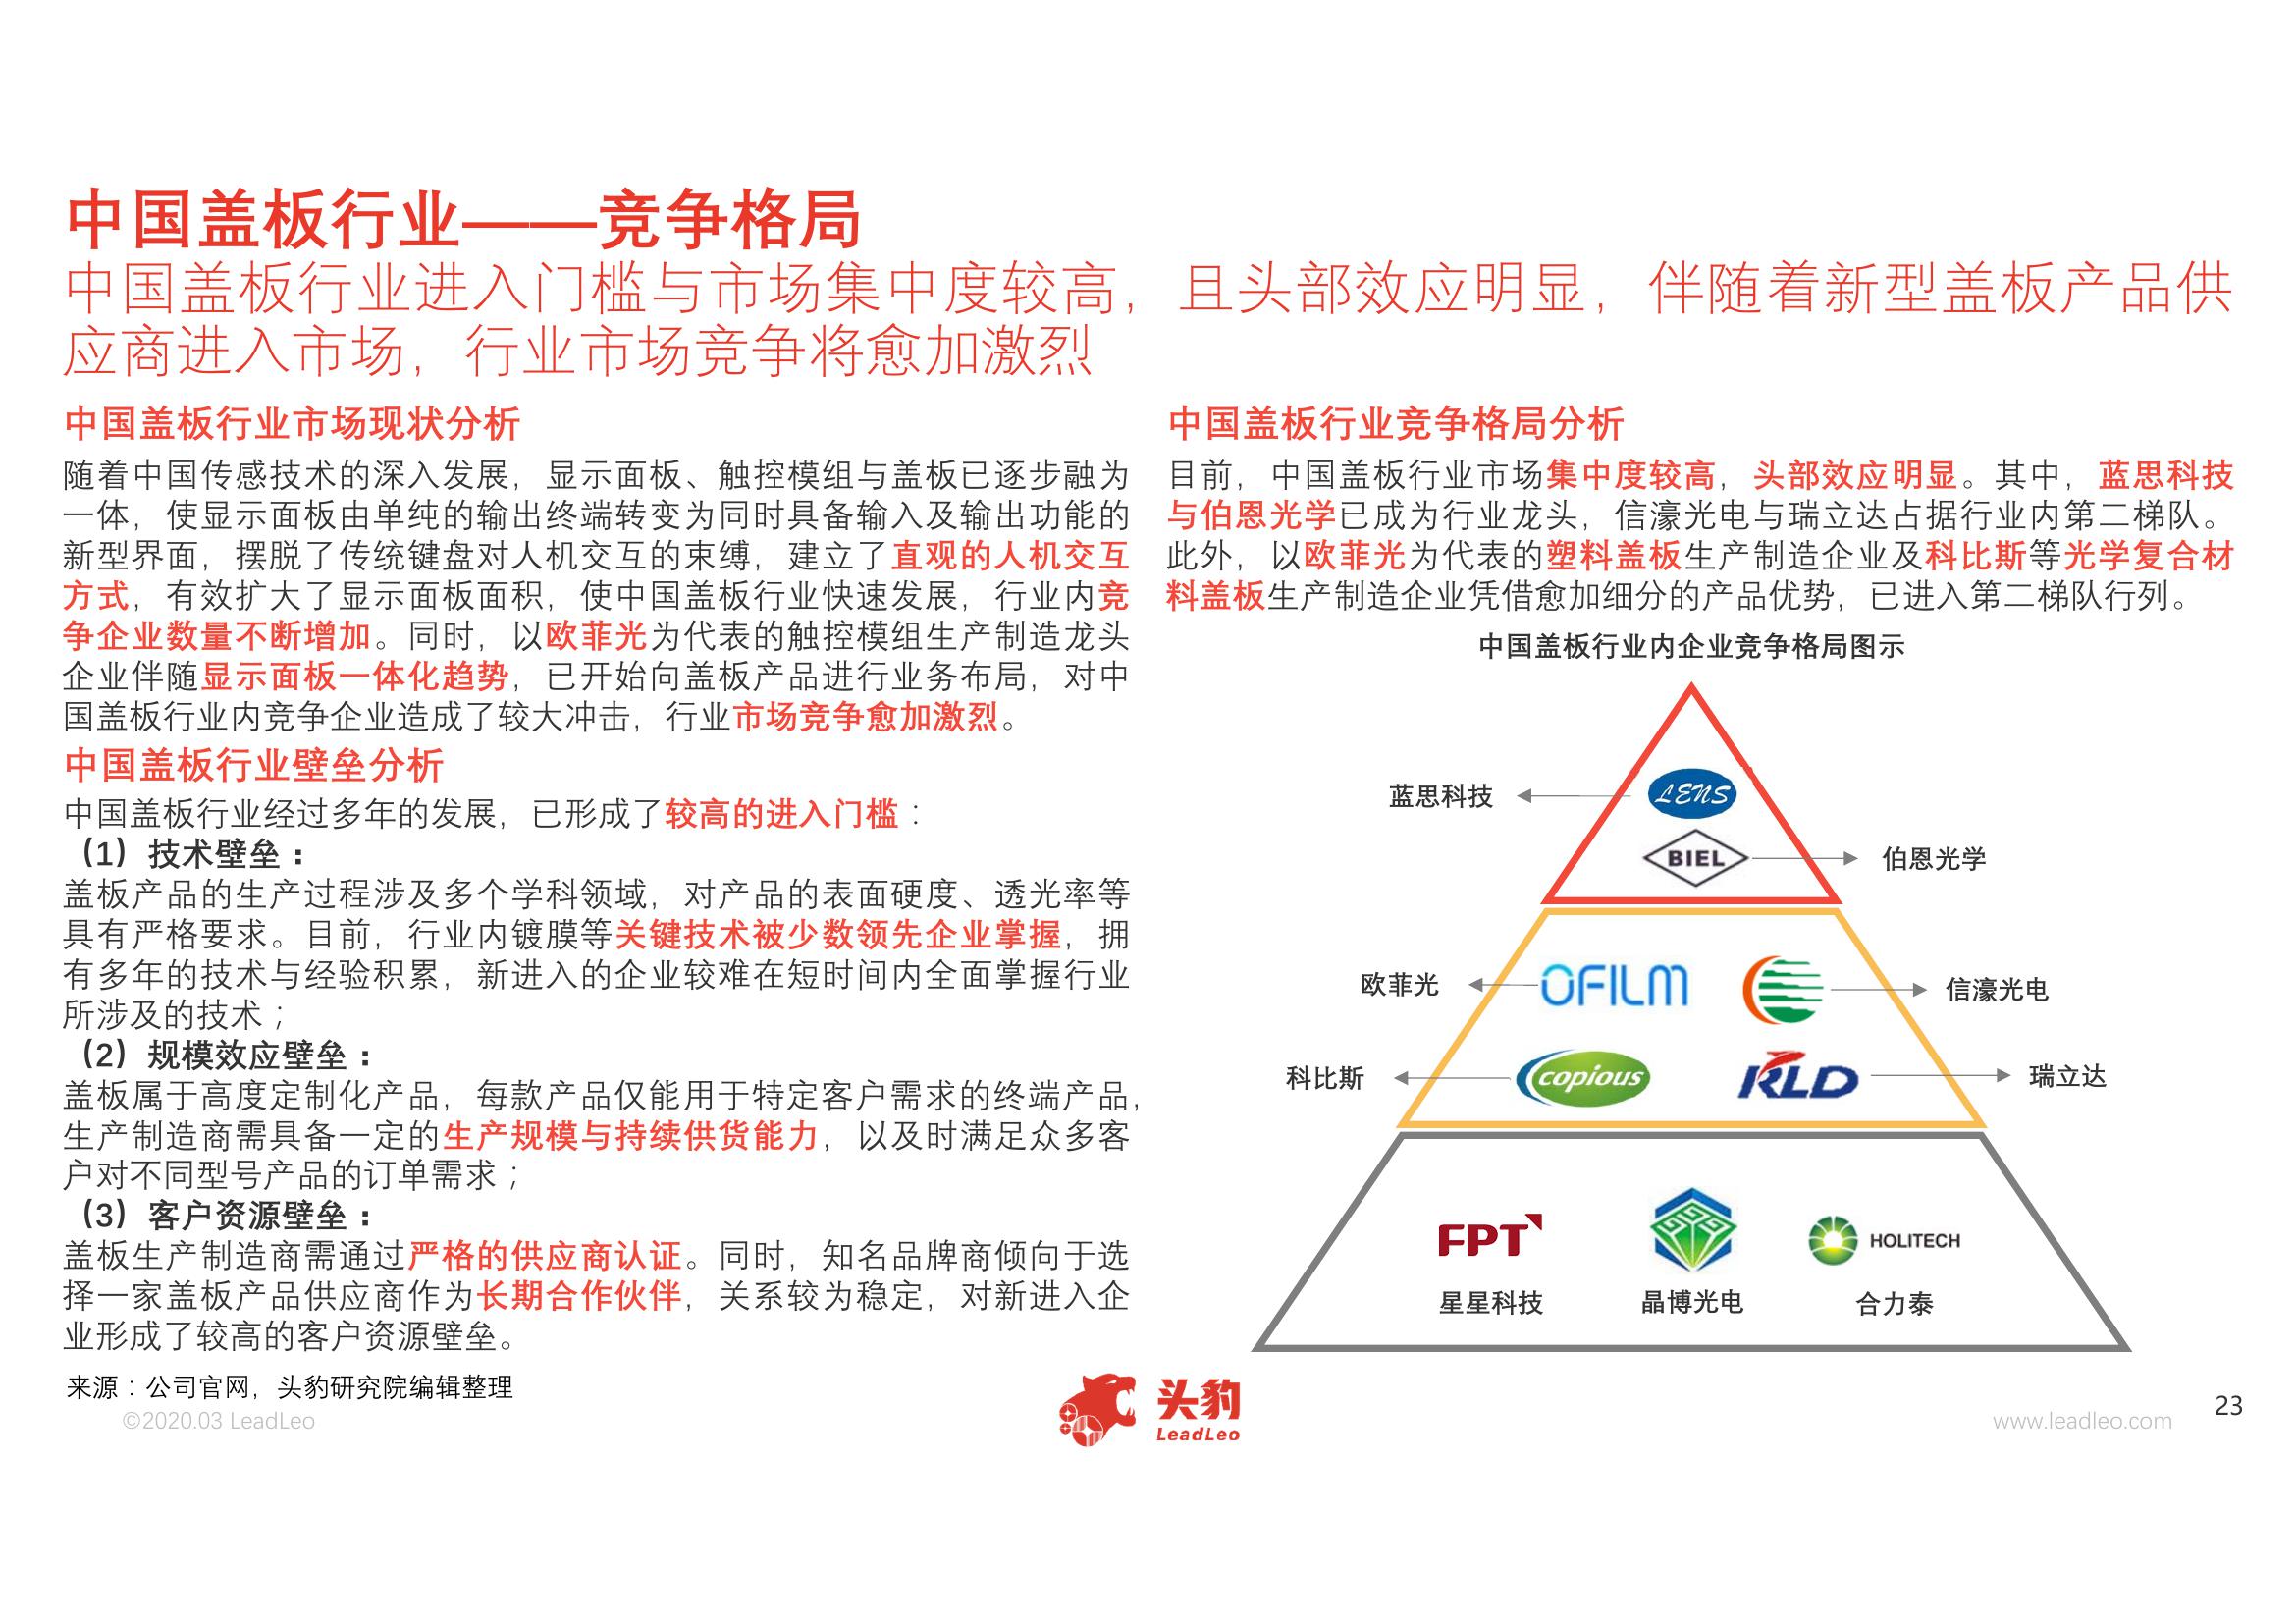 中国盖板行业——竞争格局
中国盖板行业进入门槛与市场集中度较高，且头部效应明显，伴随着新型盖板产品供
应商进入市场，行业市场竞争将愈加激烈
中国盖板行业市场现状分析
随着中国传感技术的深入发展，显示面板、触控模组与盖板已逐步融为
一体，使显示面板由单纯的输出终端转变为同时具备输入及输出功能的
新型界面，摆脱了传统键盘对人机交互的束缚，建立了直观的人机交互
方式，有效扩大了显示面板面积，使中国盖板行业快速发展，行业内竞
争企业数量不断增加。同时，以欧菲光为代表的触控模组生产制造龙头
企业伴随显示面板一体化趋势，已开始向盖板产品进行业务布局，对中
国盖板行业内竞争企业造成了较大冲击，行业市场竞争愈加激烈。
中国盖板行业壁垒分析
中国盖板行业经过多年的发展，已形成了较高的进入门槛：
（1）技术壁垒：
盖板产品的生产过程涉及多个学科领域，对产品的表面硬度、透光率等
具有严格要求。目前，行业内镀膜等关键技术被少数领先企业掌握，拥
有多年的技术与经验积累，新进入的企业较难在短时间内全面掌握行业
所涉及的技术；
（2）规模效应壁垒：
盖板属于高度定制化产品，每款产品仅能用于特定客户需求的终端产品，
生产制造商需具备一定的生产规模与持续供货能力，以及时满足众多客
户对不同型号产品的订单需求；
（3）客户资源壁垒：
盖板生产制造商需通过严格的供应商认证。同时，知名品牌商倾向于选
择一家盖板产品供应商作为长期合作伙伴，关系较为稳定，对新进入企
业形成了较高的客户资源壁垒。
中国盖板行业竞争格局分析
目前，中国盖板行业市场集中度较高，头部效应明显。其中，蓝思科技
与伯恩光学已成为行业龙头，信濠光电与瑞立达占据行业内第二梯队。
此外，以欧菲光为代表的塑料盖板生产制造企业及科比斯等光学复合材
料盖板生产制造企业凭借愈加细分的产品优势，已进入第二梯队行列。
中国盖板行业内企业竞争格局图示
蓝思科技 LENS
BIEL 伯恩光学
欧菲光 OFILM 信濠光电
科比斯 copious RLD 瑞立达
FPT HOLITECH
星星科技 晶博光电 合力泰
来源：公司官网，头豹研究院编辑整理
©2020.03 LeadLeo
头豹
LeadLeo
www.leadleo.com
23